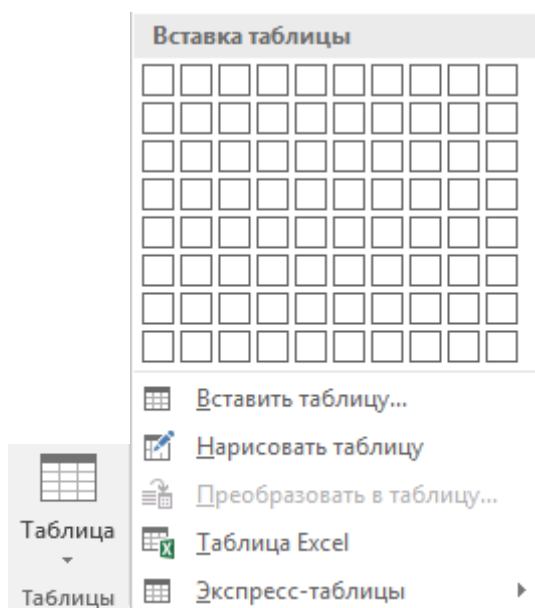 Вставка таблицы
Вставить таблицу...
Нарисовать таблицу
Преобразовать в таблицу...
Таблица Excel
Экспресс-таблицы
Таблица
Таблицы